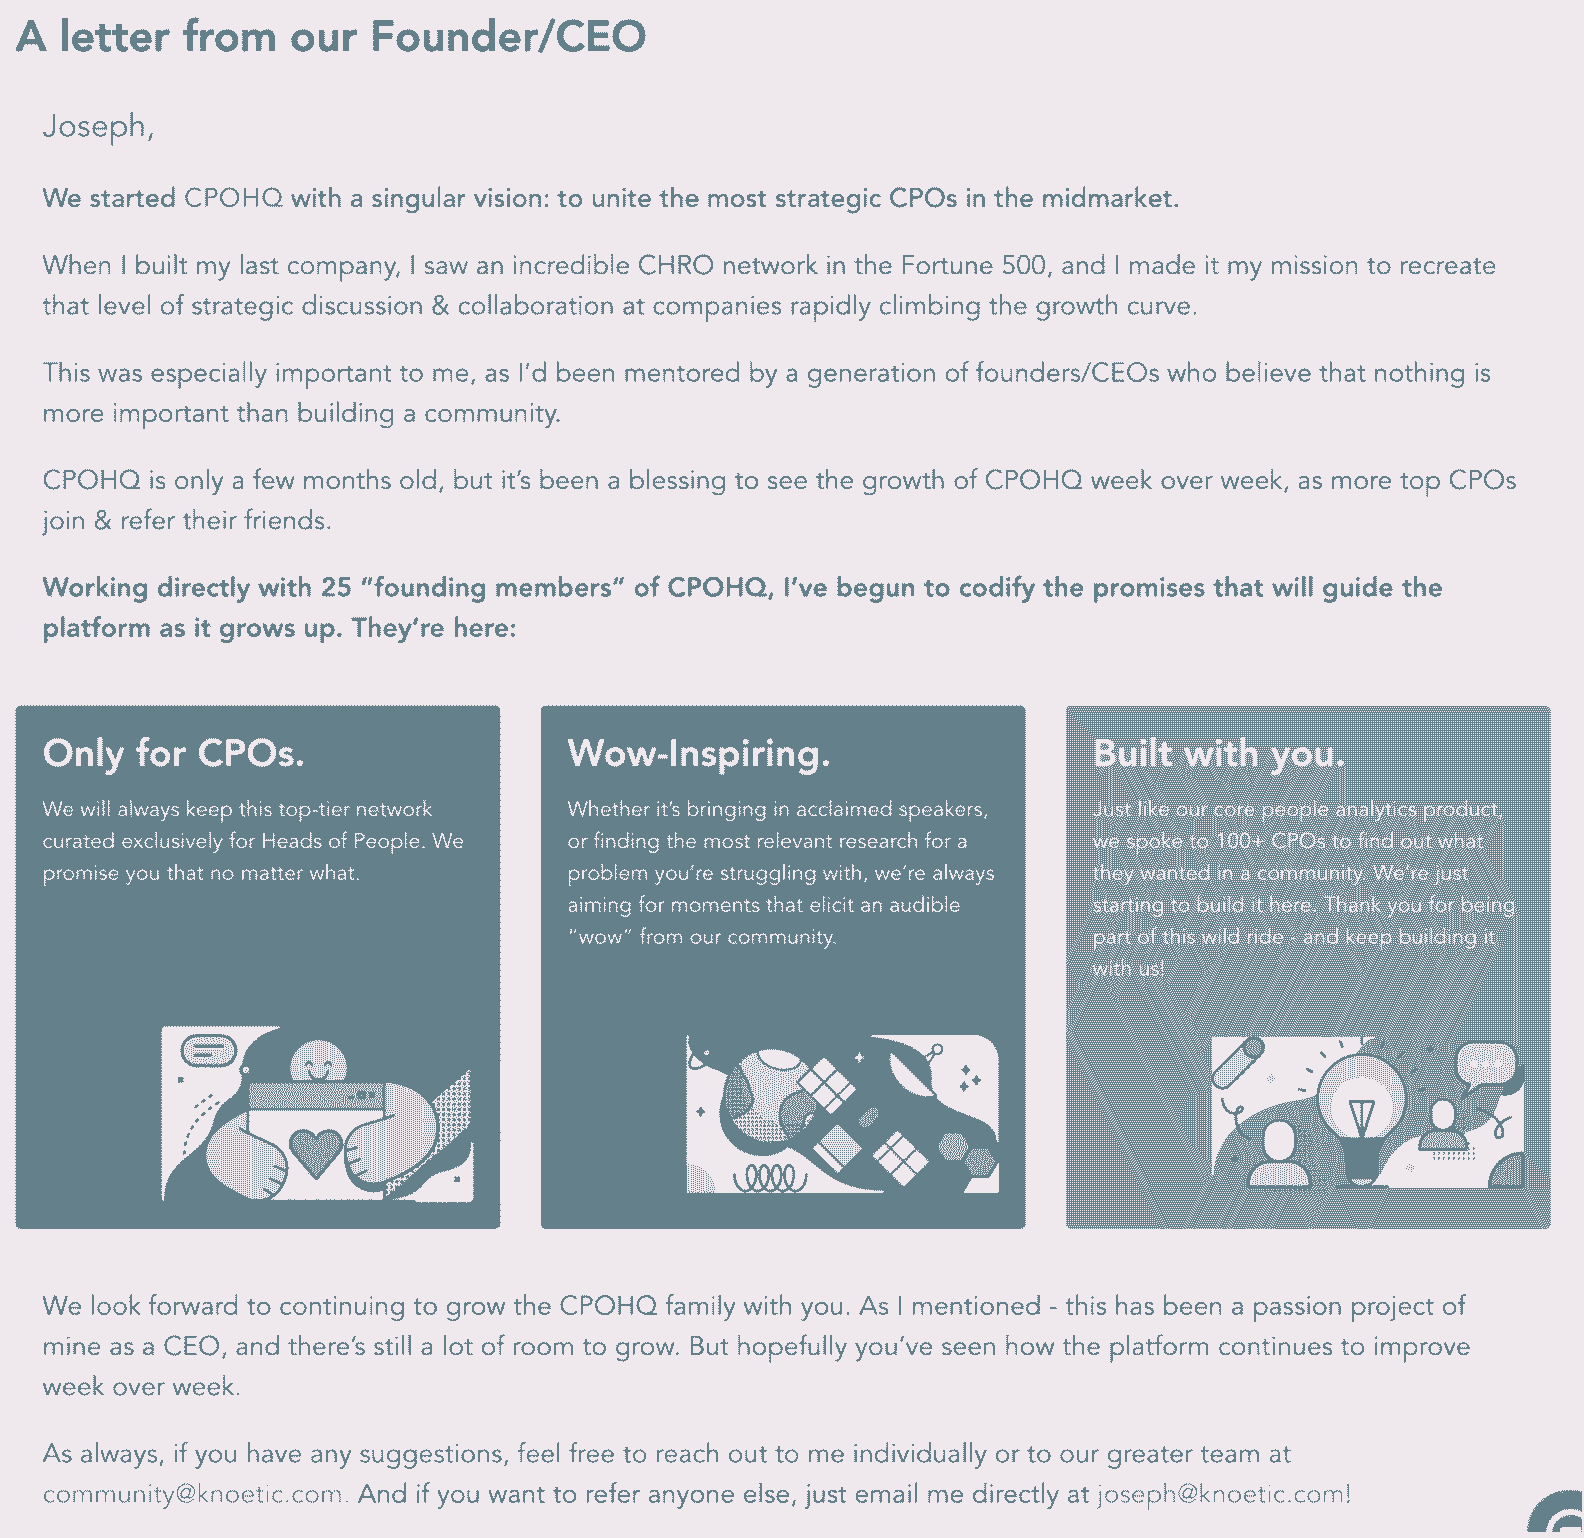 A letter from our Founder/CEO
Joseph,
We started CPOHQ with a singular vision: to unite the most strategic CPOs in the midmarket.
When I built my last company, I saw an incredible CHRO network in the Fortune 500, and I made it my mission to recreate
that level of strategic discussion & collaboration at companies rapidly climbing the growth curve.
This was especially important to me, as I’d been mentored by a generation of founders/CEOs who believe that nothing is
more important than building a community.
CPOHQ is only a few months old, but it’s been a blessing to see the growth of CPOHQ week over week, as more top CPOs
join & refer their friends.
Working directly with 25 “founding members” of CPOHQ, I’ve begun to codify the promises that will guide the
platform as it grows up. They’re here:
Only for CPOs.
We will always keep this top-tier network
curated exclusively for Heads of People. We
promise you that no matter what.
Wow-Inspiring.
Whether it’s bringing in acclaimed speakers,
or finding the most relevant research for a
problem you’re struggling with, we’re always
aiming for moments that elicit an audible
“wow” from our community.
Built with you.
Just like our core people analytics product,
we spoke to 100+ CPOs to find out what
they wanted in a community. We’re just
starting to build it here. Thank you for being
part of this wild ride - and keep building it
with us!
We look forward to continuing to grow the CPOHQ family with you. As I mentioned - this has been a passion project of
mine as a CEO, and there’s still a lot of room to grow. But hopefully you’ve seen how the platform continues to improve
week over week.
As always, if you have any suggestions, feel free to reach out to me individually or to our greater team at
community@knoetic.com. And if you want to refer anyone else, just email me directly at joseph@knoetic.com!